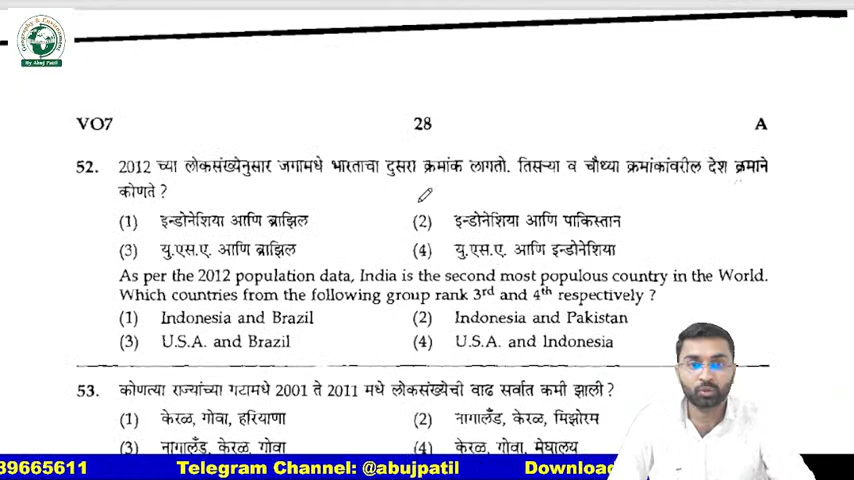 Geography & Environment
By Abuj Patil
VO7 28 A
52. 2012 च्या लोकसंख्येनुसार जगामधे भारताचा दुसरा क्रमांक लागतो. तिसऱ्या व चौथ्या क्रमांकांवरील देश क्रमाने
कोणते ?
(1) इन्डोनेशिया आणि ब्राझिल (2) इन्डोनेशिया आणि पाकिस्तान
(3) यु.एस.ए. आणि ब्राझिल (4) यु.एस.ए. आणि इन्डोनेशिया
As per the 2012 population data, India is the second most populous country in the World.
Which countries from the following group rank 3rd and 4th respectively ?
(1) Indonesia and Brazil (2) Indonesia and Pakistan
(3) U.S.A. and Brazil (4) U.S.A. and Indonesia
53. कोणत्या राज्यांच्या गटामधे 2001 ते 2011 मधे लोकसंख्येची वाढ सर्वात कमी झाली ?
(1) केरळ, गोवा, हरियाणा (2) नागालँड, केरळ, मिझोरम
(3) नागालँड, केरळ, गोवा (4) केरळ, गोवा, मेघालय
39665611 Telegram Channel: @abujpatil Download